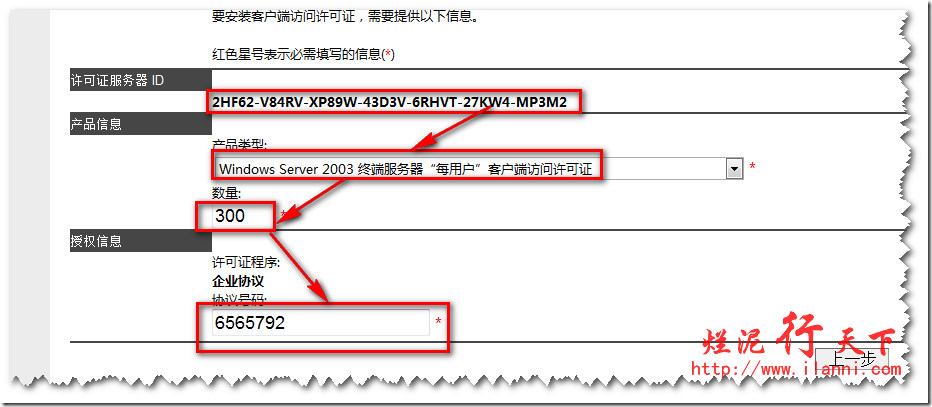 要安装客户端访问许可证，需要提供以下信息。
红色星号表示必需填写的信息(*)
许可证服务器 ID
2HF62-V84RV-XP89W-43D3V-6RHVT-27KW4-MP3M2
产品信息
产品类型:
Windows Server 2003 终端服务器“每用户”客户端访问许可证 *
数量:
300 *
授权信息
许可证程序:
企业协议
协议号码:
6565792 *
烂泥行天下
上一步
http://www.ilanni.com